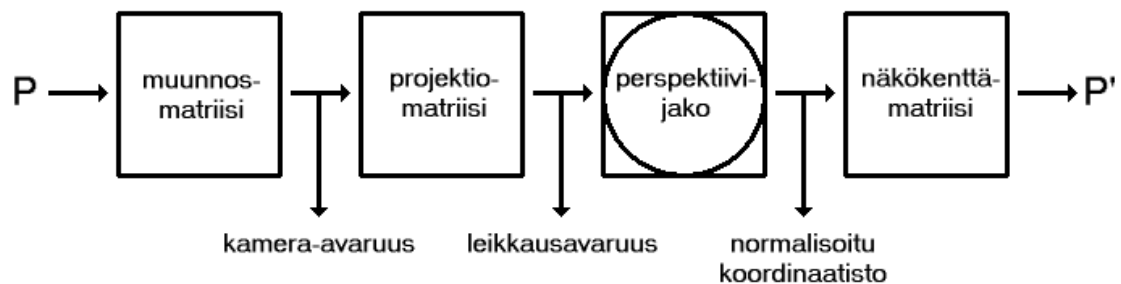 P
muunnos-
matriisi
projektio-
matriisi
perspektiivi-
jako
näkökenttä-
matriisi
P'
kamera-avaruus
leikkausavaruus
normalisoitu
koordinaatisto